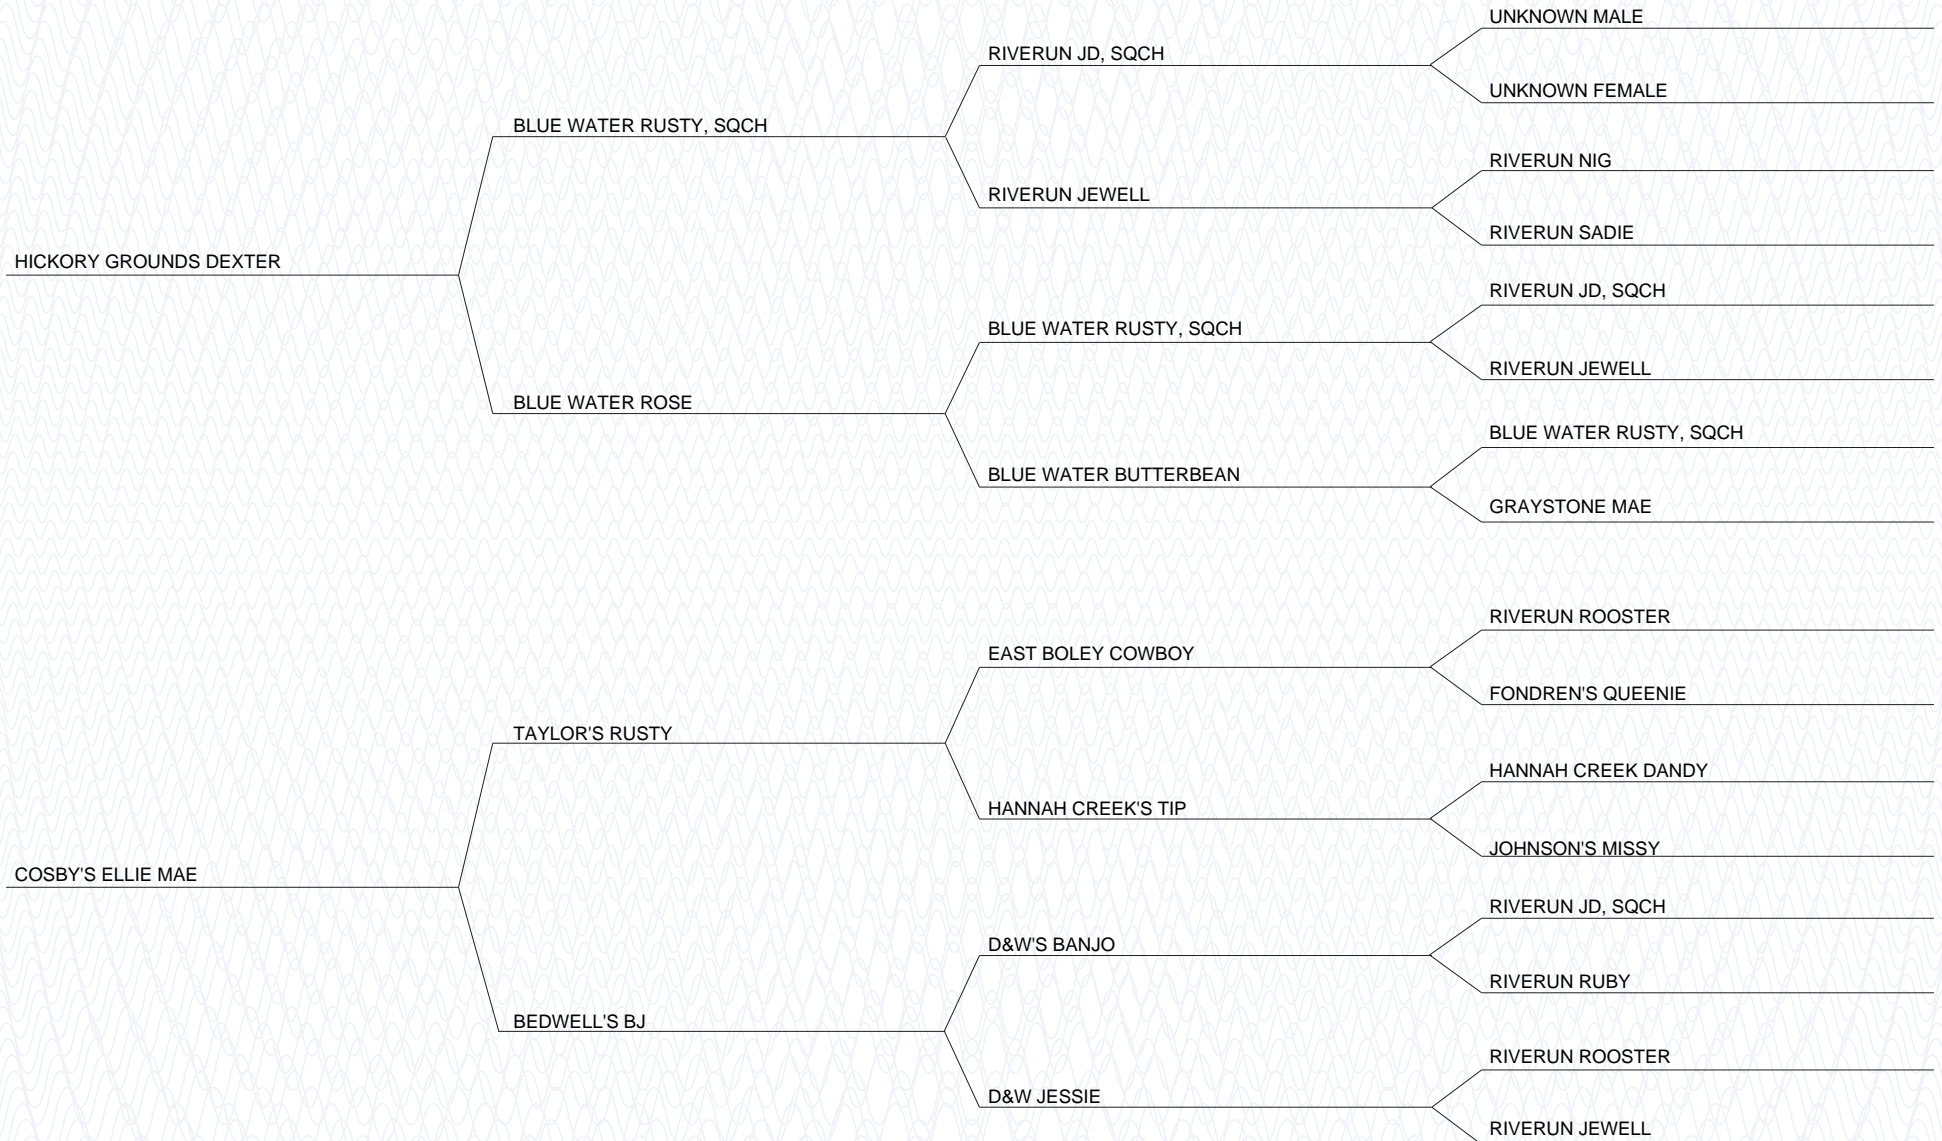 UNKNOWN MALE
RIVERUN JD, SQCH
UNKNOWN FEMALE
BLUE WATER RUSTY, SQCH
RIVERUN NIG
RIVERUN JEWELL
RIVERUN SADIE
HICKORY GROUNDS DEXTER
RIVERUN JD, SQCH
BLUE WATER RUSTY, SQCH
RIVERUN JEWELL
BLUE WATER ROSE
BLUE WATER RUSTY, SQCH
BLUE WATER BUTTERBEAN
GRAYSTONE MAE
RIVERUN ROOSTER
EAST BOLEY COWBOY
FONDREN'S QUEENIE
TAYLOR'S RUSTY
HANNAH CREEK DANDY
HANNAH CREEK'S TIP
JOHNSON'S MISSY
COSBY'S ELLIE MAE
RIVERUN JD, SQCH
D&W'S BANJO
RIVERUN RUBY
BEDWELL'S BJ
RIVERUN ROOSTER
D&W JESSIE
RIVERUN JEWELL